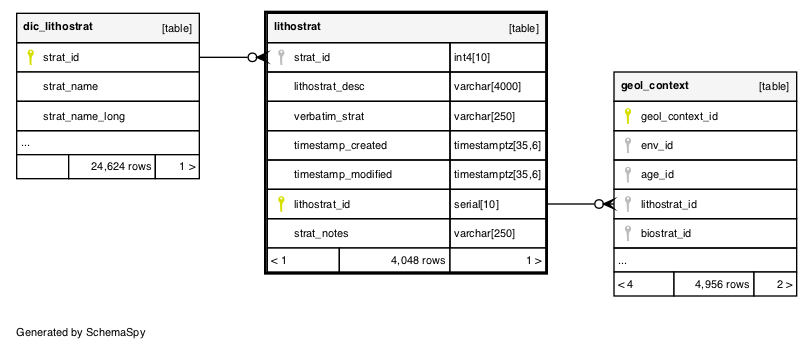 dic_lithostrat [table]
strat_id
strat_name
strat_name_long
...
24,624 rows 1 >
lithostrat [table]
strat_id int4[10]
lithostrat_desc varchar[4000]
verbatim_strat varchar[250]
timestamp_created timestamptz[35,6]
timestamp_modified timestamptz[35,6]
lithostrat_id serial[10]
strat_notes varchar[250]
< 1 4,048 rows 1 >
geol_context [table]
geol_context_id
env_id
age_id
lithostrat_id
biostrat_id
...
< 4 4,956 rows 2 >
Generated by SchemaSpy